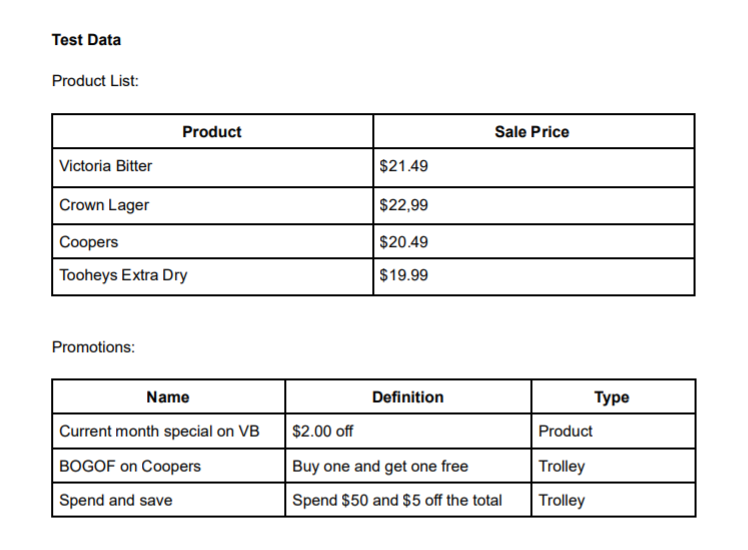 Test Data
Product List:
Product Sale Price
Victoria Bitter $21.49
Crown Lager $22,99
Coopers $20.49
Tooheys Extra Dry $19.99
Promotions:
Name Definition Type
Current month special on VB $2.00 off Product
BOGOF on Coopers Buy one and get one free Trolley
Spend and save Spend $50 and $5 off the total Trolley